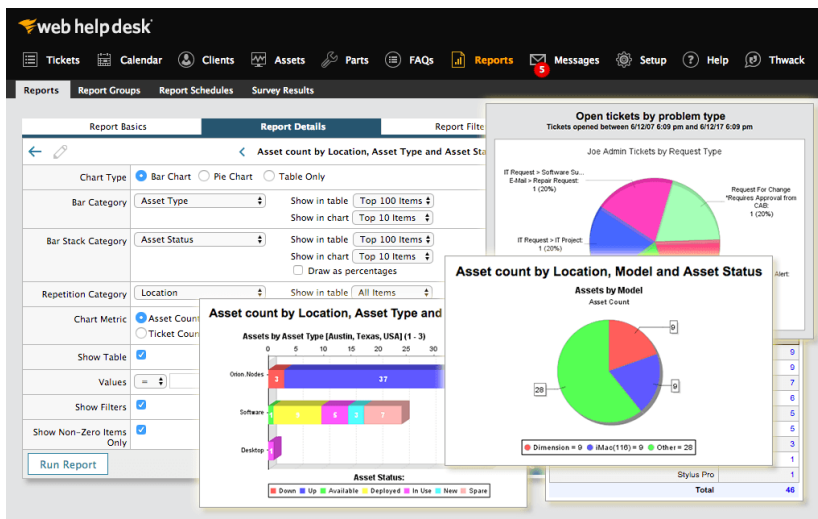 web help desk
Tickets Calendar Clients Assets Parts FAQs Reports Messages Setup Help Thwack
5
Reports Report Groups Report Schedules Survey Results
Report Basics Report Details Report Filte
Asset count by Location, Asset Type and Asset Sta
Chart Type Bar Chart Pie Chart Table Only
Bar Category Asset Type Show in table Top 100 Items
Show in chart Top 10 Items
Bar Stack Category Asset Status Show in table Top 100 Items
Show in chart Top 10 Items
Draw as percentages
Repetition Category Location Show in table All Items
Chart Metric Asset Count
Ticket Coun
Show Table
Values =
Show Filters
Show Non-Zero Items
Only
Run Report
Open tickets by problem type
Tickets opened between 6/12/07 6:09 pm and 6/12/17 6:09 pm
Joe Admin Tickets by Request Type
IT Request > Software Su...
E-Mail > Repair Request:
1 (20%)
Request For Change
*Requires Approval from
CAB:
1 (20%)
IT Request > IT Project:
1 (20%)
Alert:
Asset count by Location, Model and Asset Status
Assets by Model
Asset Count
9
9
28
Dimension = 9 iMac(116) = 9 Other = 28
Asset count by Location, Asset Type and
Assets by Asset Type [Austin, Texas, USA] (1 - 3)
0 5 10 15 20 25 30
Orion.Nodes 3 37
Software
Desktop
Asset Status:
Down Up Available Deployed In Use New Spare
9
9
7
6
5
5
3
1
Stylus Pro 1
Total 46